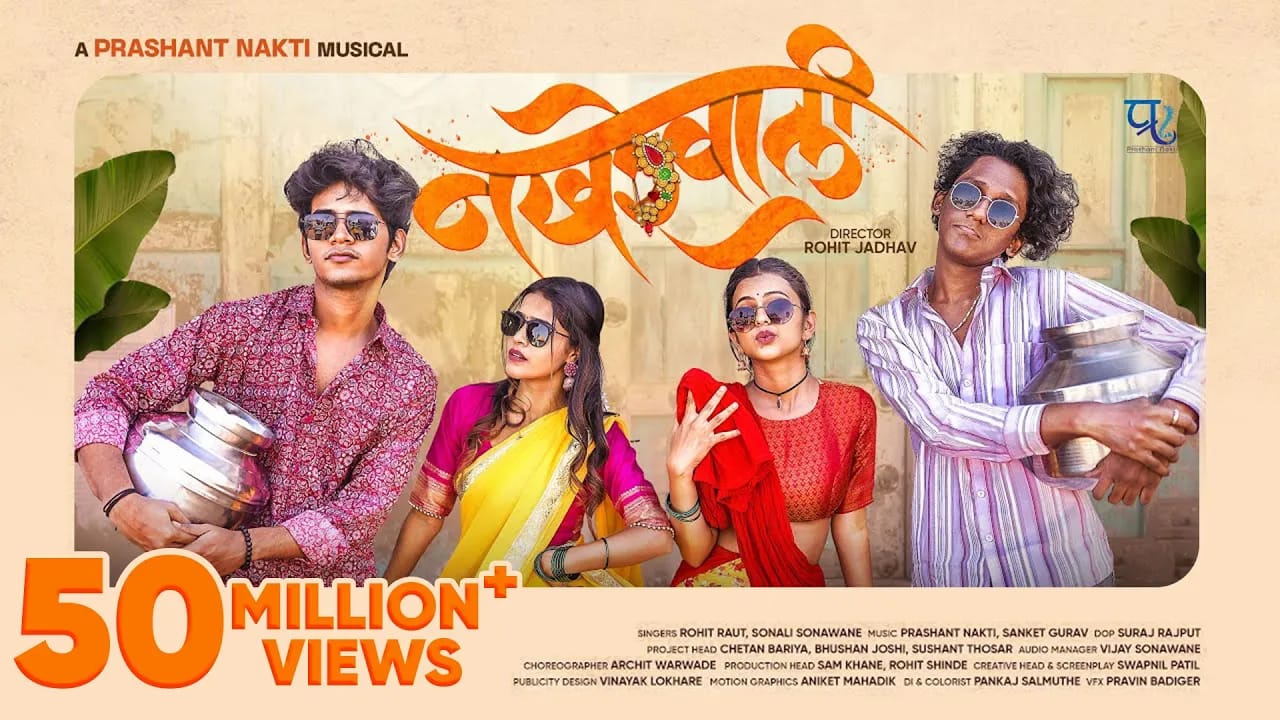 A PRASHANT NAKTI MUSICAL
नखरेवाली
प्र
Prashant Nakti
DIRECTOR
ROHIT JADHAV
50 MILLION+
VIEWS
SINGERS ROHIT RAUT, SONALI SONAWANE MUSIC PRASHANT NAKTI, SANKET GURAV DOP SURAJ RAJPUT
PROJECT HEAD CHETAN BARIYA, BHUSHAN JOSHI, SUSHANT THOSAR AUDIO MANAGER VIJAY SONAWANE
CHOREOGRAPHER ARCHIT WARWADE PRODUCTION HEAD SAM KHANE, ROHIT SHINDE CREATIVE HEAD & SCREENPLAY SWAPNIL PATIL
PUBLICITY DESIGN VINAYAK LOKHARE MOTION GRAPHICS ANIKET MAHADIK DI & COLORIST PANKAJ SALMUTHE VFX PRAVIN BADIGER